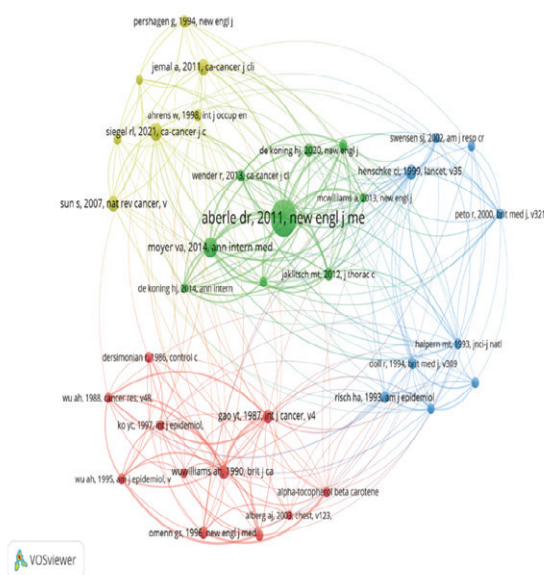 pershagen g, 1994, new engl j
jemal a, 2011, ca-cancer j cli
ahrens w, 1998, int j occup en
siegel rl, 2021, ca-cancer j c
swensen sj, 2002, am j resp cr
de koning hj, 2020, new engl j
henschke ci, 1999, lancet, v35
wender r, 2013, ca-cancer j cl
mcwilliams a, 2013, new engl j
sun s, 2007, nat rev cancer, v
aberle dr, 2011, new engl j me
peto r, 2000, brit med j, v321
moyer va, 2014, ann intern med
jaklitsch mt, 2012, j thorac c
de koning hj, 2014, ann intern
halpern mt, 1993, jnci-j natl
dersimonian r, 1986, control c
doll r, 1994, brit med j, v309
wu ah, 1988, cancer res, v48,
risch ha, 1993, am j epidemiol
gao yt, 1987, int j cancer, v4
ko yc, 1997, int j epidemiol,
wuwilliams ah, 1990, brit j ca
wu ah, 1995, am j epidemiol, v
alpha-tocopherol beta carotene
alberg aj, 2003, chest, v123,
omenn gs, 1996, new engl j med
VOSviewer